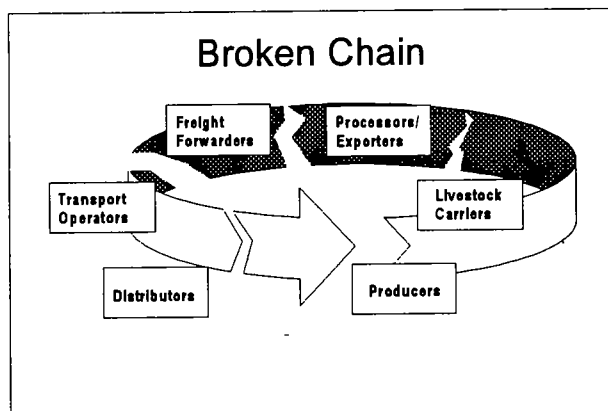 Broken Chain
Freight
Forwarders
Processors/
Exporters
Transport
Operators
Livestock
Carriers
Distributors
Producers